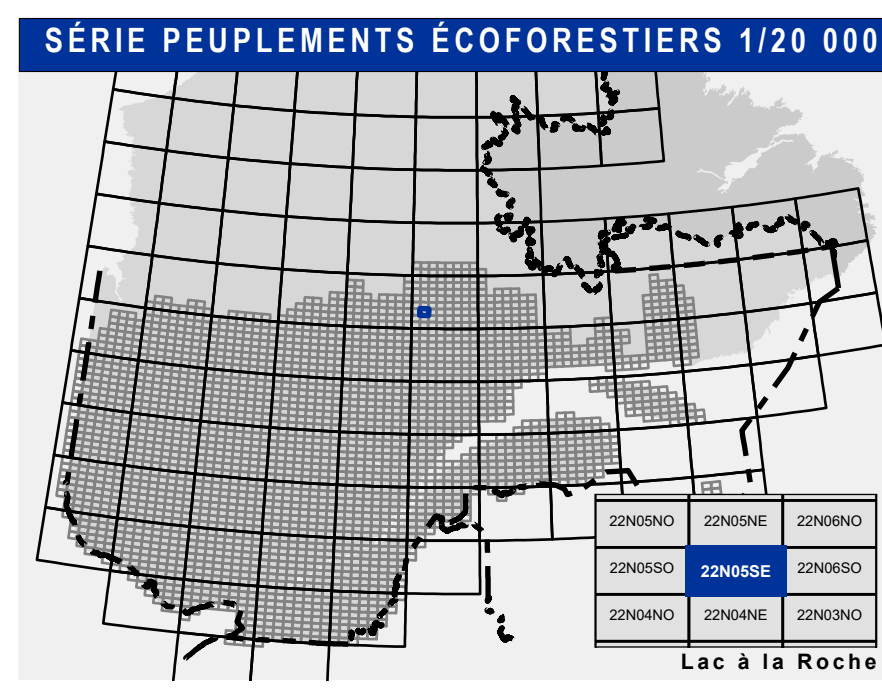 SÉRIE PEUPLEMENTS ÉCOFORESTIERS 1/20 000
22N05NO 22N05NE 22N06NO
22N05SO 22N05SE 22N06SO
22N04NO 22N04NE 22N03NO
Lac à la Roche